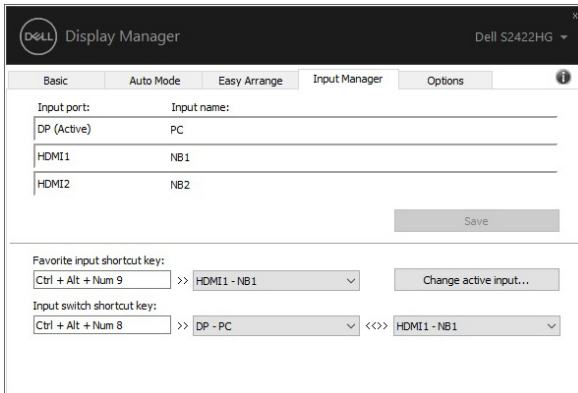 DELL Display Manager
Dell S2422HG
Basic Auto Mode Easy Arrange Input Manager Options
Input port: Input name:
DP (Active) PC
HDMI1 NB1
HDMI2 NB2
Save
Favorite input shortcut key:
Ctrl + Alt + Num 9 >> HDMI1 - NB1 Change active input...
Input switch shortcut key:
Ctrl + Alt + Num 8 >> DP - PC <<>> HDMI1 - NB1